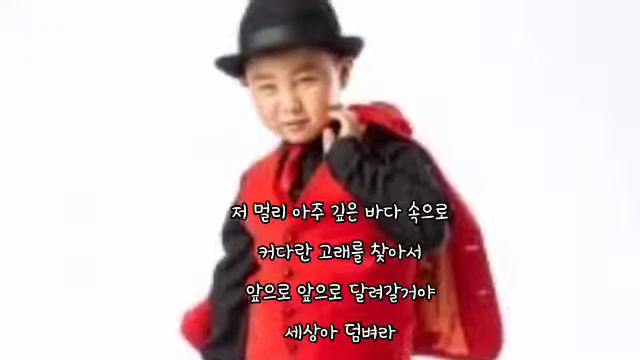 저 멀리 아주 깊은 바다 속으로
커다란 고래를 찾아서
앞으로 앞으로 달려갈거야
세상아 덤벼라